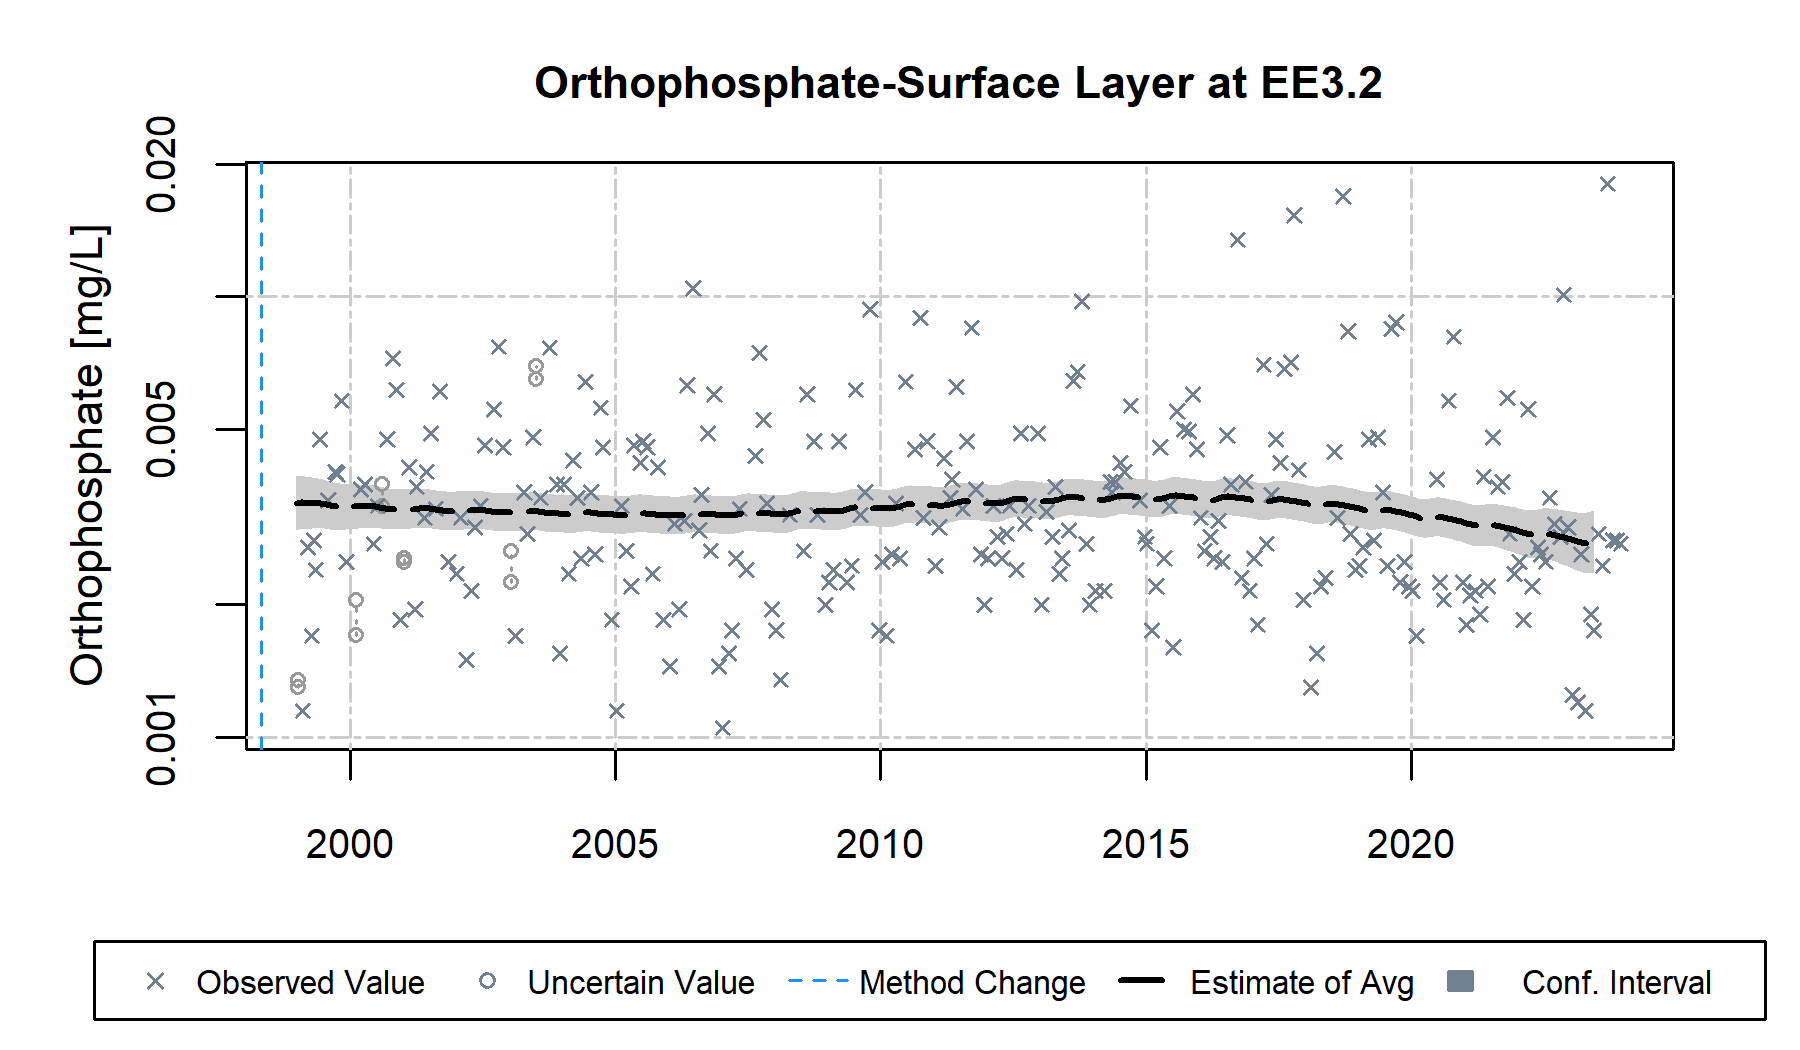 Orthophosphate-Surface Layer at EE3.2
Orthophosphate [mg/L]
0.020
0.005
0.001
2000 2005 2010 2015 2020
Observed Value Uncertain Value Method Change Estimate of Avg Conf. Interval